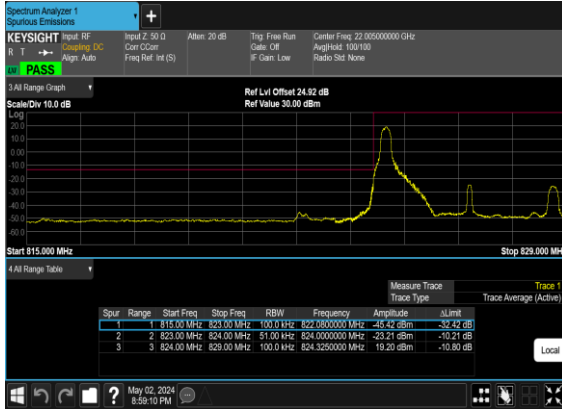 Spectrum Analyzer 1
Spurious Emissions
KEYSIGHT Input: RF Input Z: 50 Ω Atten: 20 dB Trig: Free Run Center Freq: 22.005000000 GHz
R T Coupling: DC Corr CCorr Gate: Off Avg|Hold: 100/100
Align: Auto Freq Ref: Int (S) IF Gain: Low Radio Std: None
PASS
3 All Range Graph
Ref Lvl Offset 24.92 dB
Scale/Div 10.0 dB Ref Value 30.00 dBm
Log
20.0
10.0
0.00
-10.0
-20.0
-30.0
-40.0
-50.0
-60.0
Start 815.000 MHz Stop 829.000 MH
4 All Range Table
Measure Trace Trace 1
Trace Type Trace Average (Active)
Spur Range Start Freq Stop Freq RBW Frequency Amplitude ΔLimit
1 1 815.00 MHz 823.00 MHz 100.0 kHz 822.0800000 MHz -45.42 dBm -32.42 dB
2 2 823.00 MHz 824.00 MHz 51.00 kHz 824.0000000 MHz -23.21 dBm -10.21 dB
3 3 824.00 MHz 829.00 MHz 100.0 kHz 824.3250000 MHz 19.20 dBm -10.80 dB
Local
May 02, 2024
8:59:10 PM